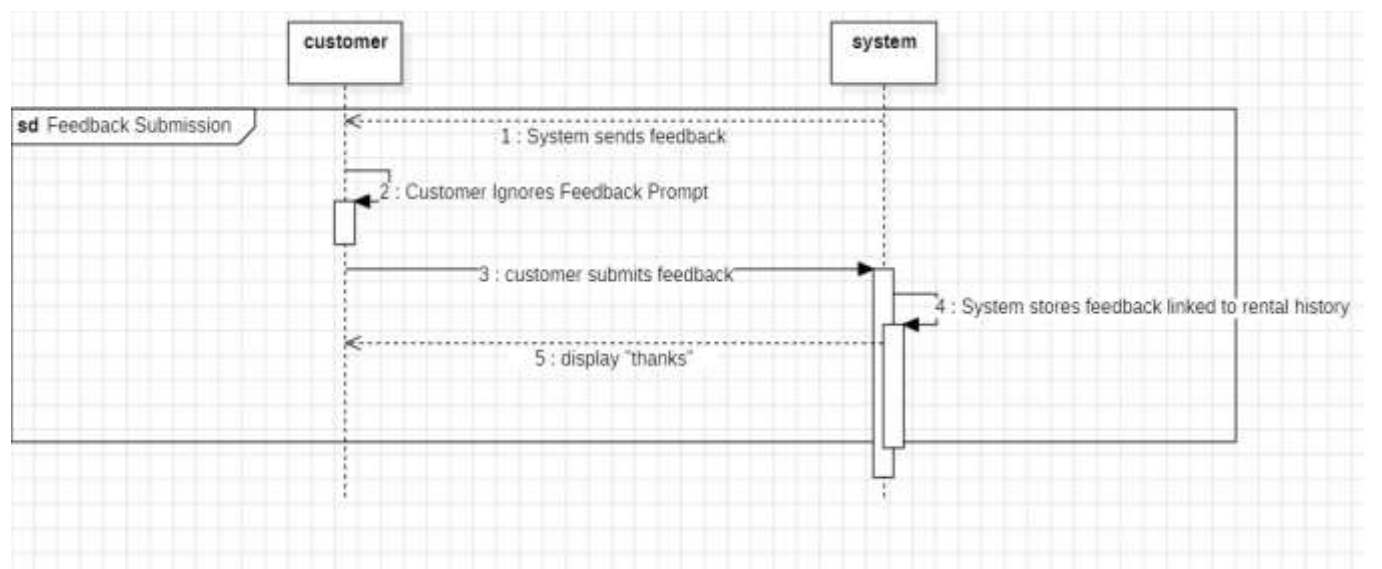 customer
system
sd Feedback Submission
1 : System sends feedback
2 : Customer Ignores Feedback Prompt
3 : customer submits feedback
4 : System stores feedback linked to rental history
5 : display "thanks"